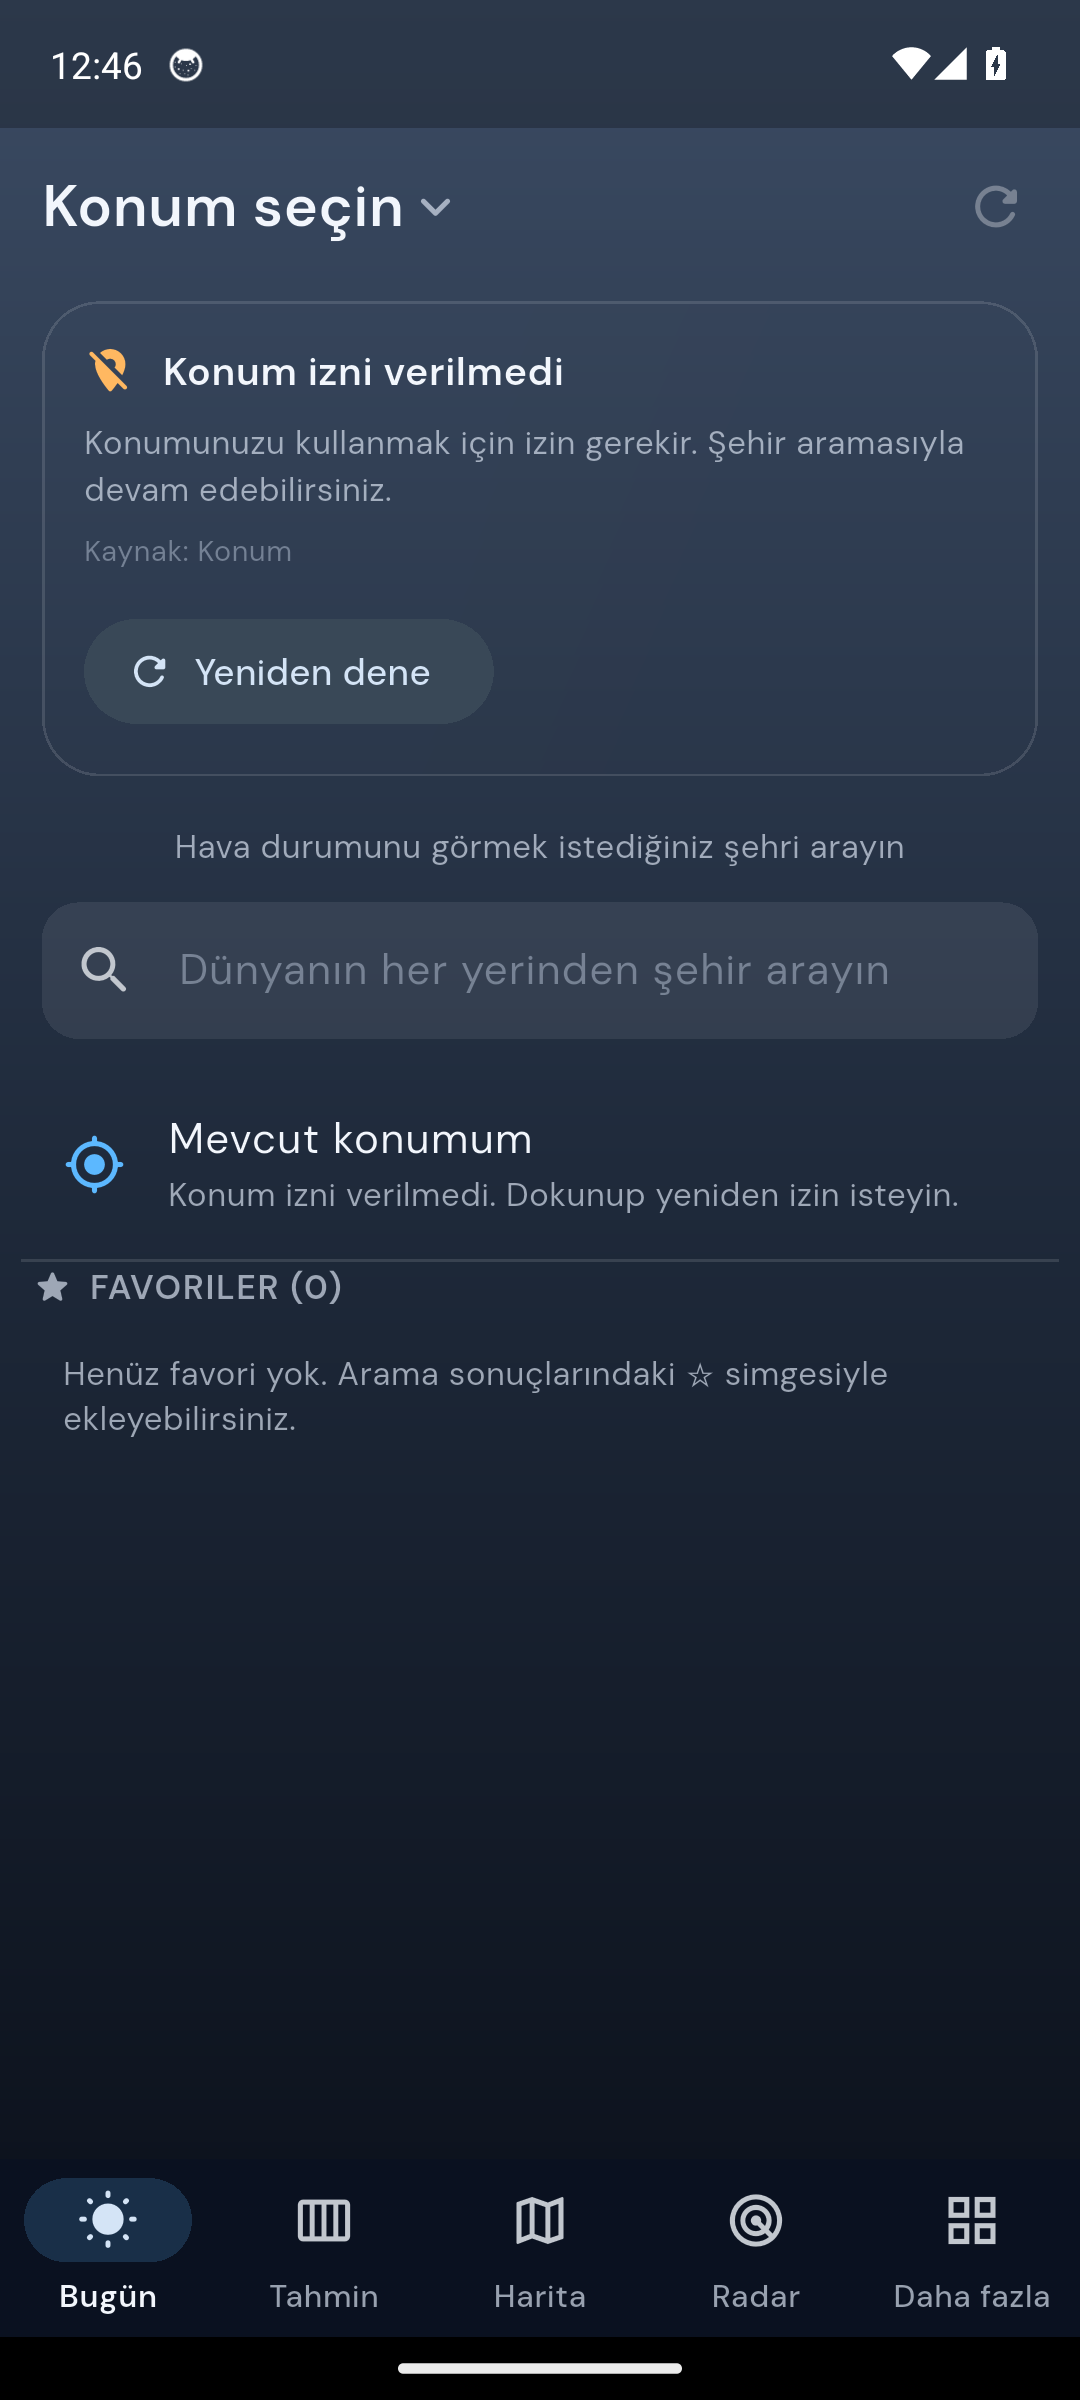 12:46
Konum seçin
Konum izni verilmedi
Konumunuzu kullanmak için izin gerekir. Şehir aramasıyla
devam edebilirsiniz.
Kaynak: Konum
Yeniden dene
Hava durumunu görmek istediğiniz şehri arayın
Dünyanın her yerinden şehir arayın
Mevcut konumum
Konum izni verilmedi. Dokunup yeniden izin isteyin.
FAVORILER (0)
Henüz favori yok. Arama sonuçlarındaki ☆ simgesiyle
ekleyebilirsiniz.
Bugün
Tahmin
Harita
Radar
Daha fazla